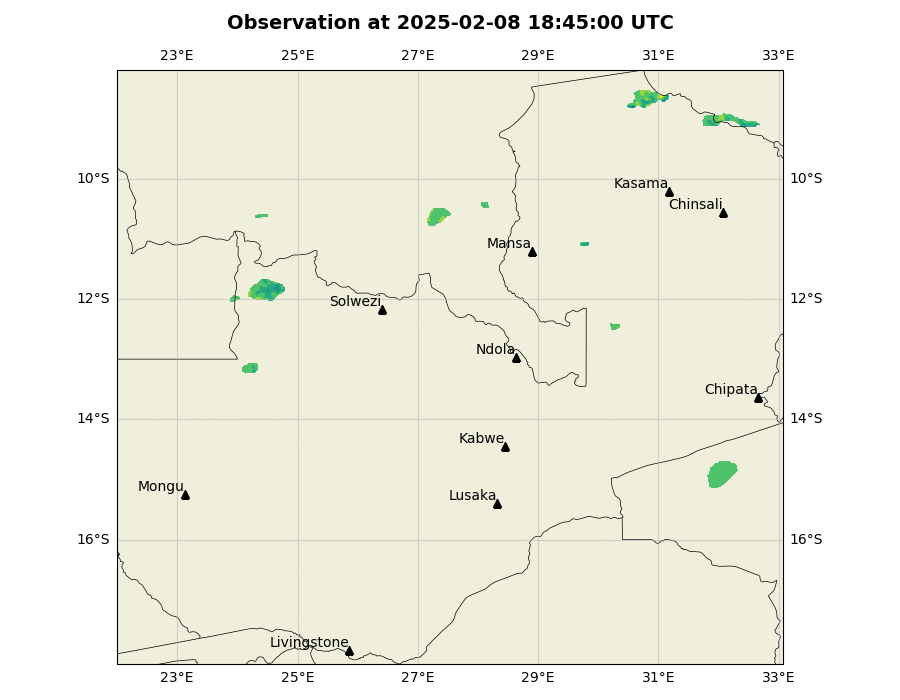 Observation at 2025-02-08 18:45:00 UTC
23°E 25°E 27°E 29°E 31°E 33°E
10°S 10°S
Kasama
Chinsali
Mansa
12°S 12°S
Solwezi
Ndola
Chipata
14°S 14°S
Kabwe
Mongu
Lusaka
16°S 16°S
Livingstone
23°E 25°E 27°E 29°E 31°E 33°E